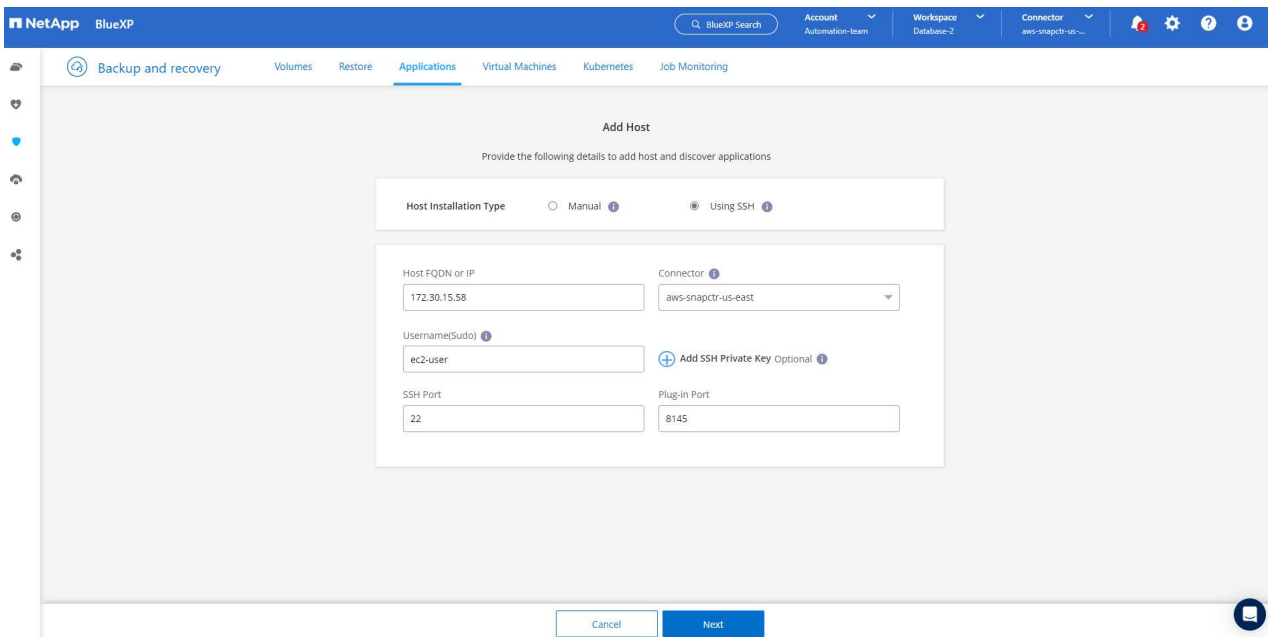 NetApp BlueXP BlueXP Search Account Workspace Connector 2
Automation-team Database-2 aws-snapctr-us-...
Backup and recovery Volumes Restore Applications Virtual Machines Kubernetes Job Monitoring
Add Host
Provide the following details to add host and discover applications
Host Installation Type Manual Using SSH
Host FQDN or IP Connector
172.30.15.58 aws-snapctr-us-east
Username(Sudo)
ec2-user Add SSH Private Key Optional
SSH Port Plug-in Port
22 8145
Cancel Next